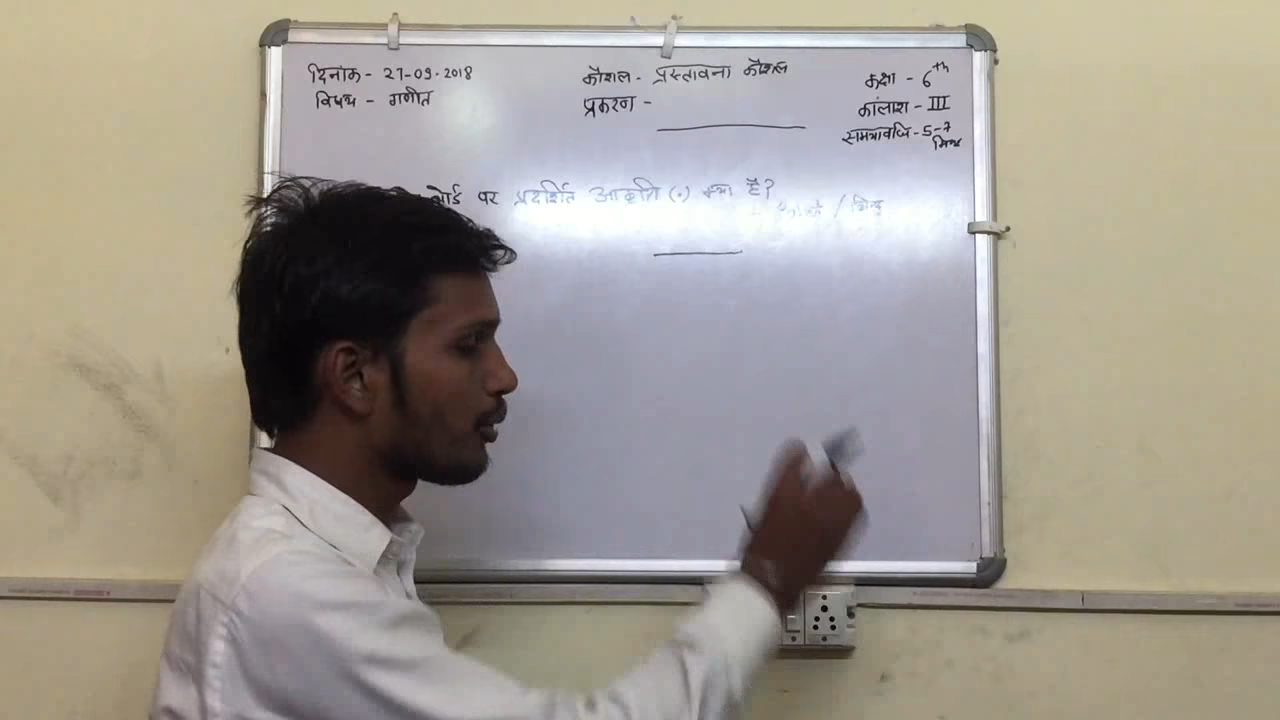 दिनांक - 27-09-2018
विषय - गणीत
कौशल - प्रस्तावना कौशल
प्रकरण -
कक्षा - 6th
कालांश - III
समयावधि - 5-7
मिनट
बोर्ड पर प्रदर्शित आकृति (.) क्या है?
/ बिन्दु